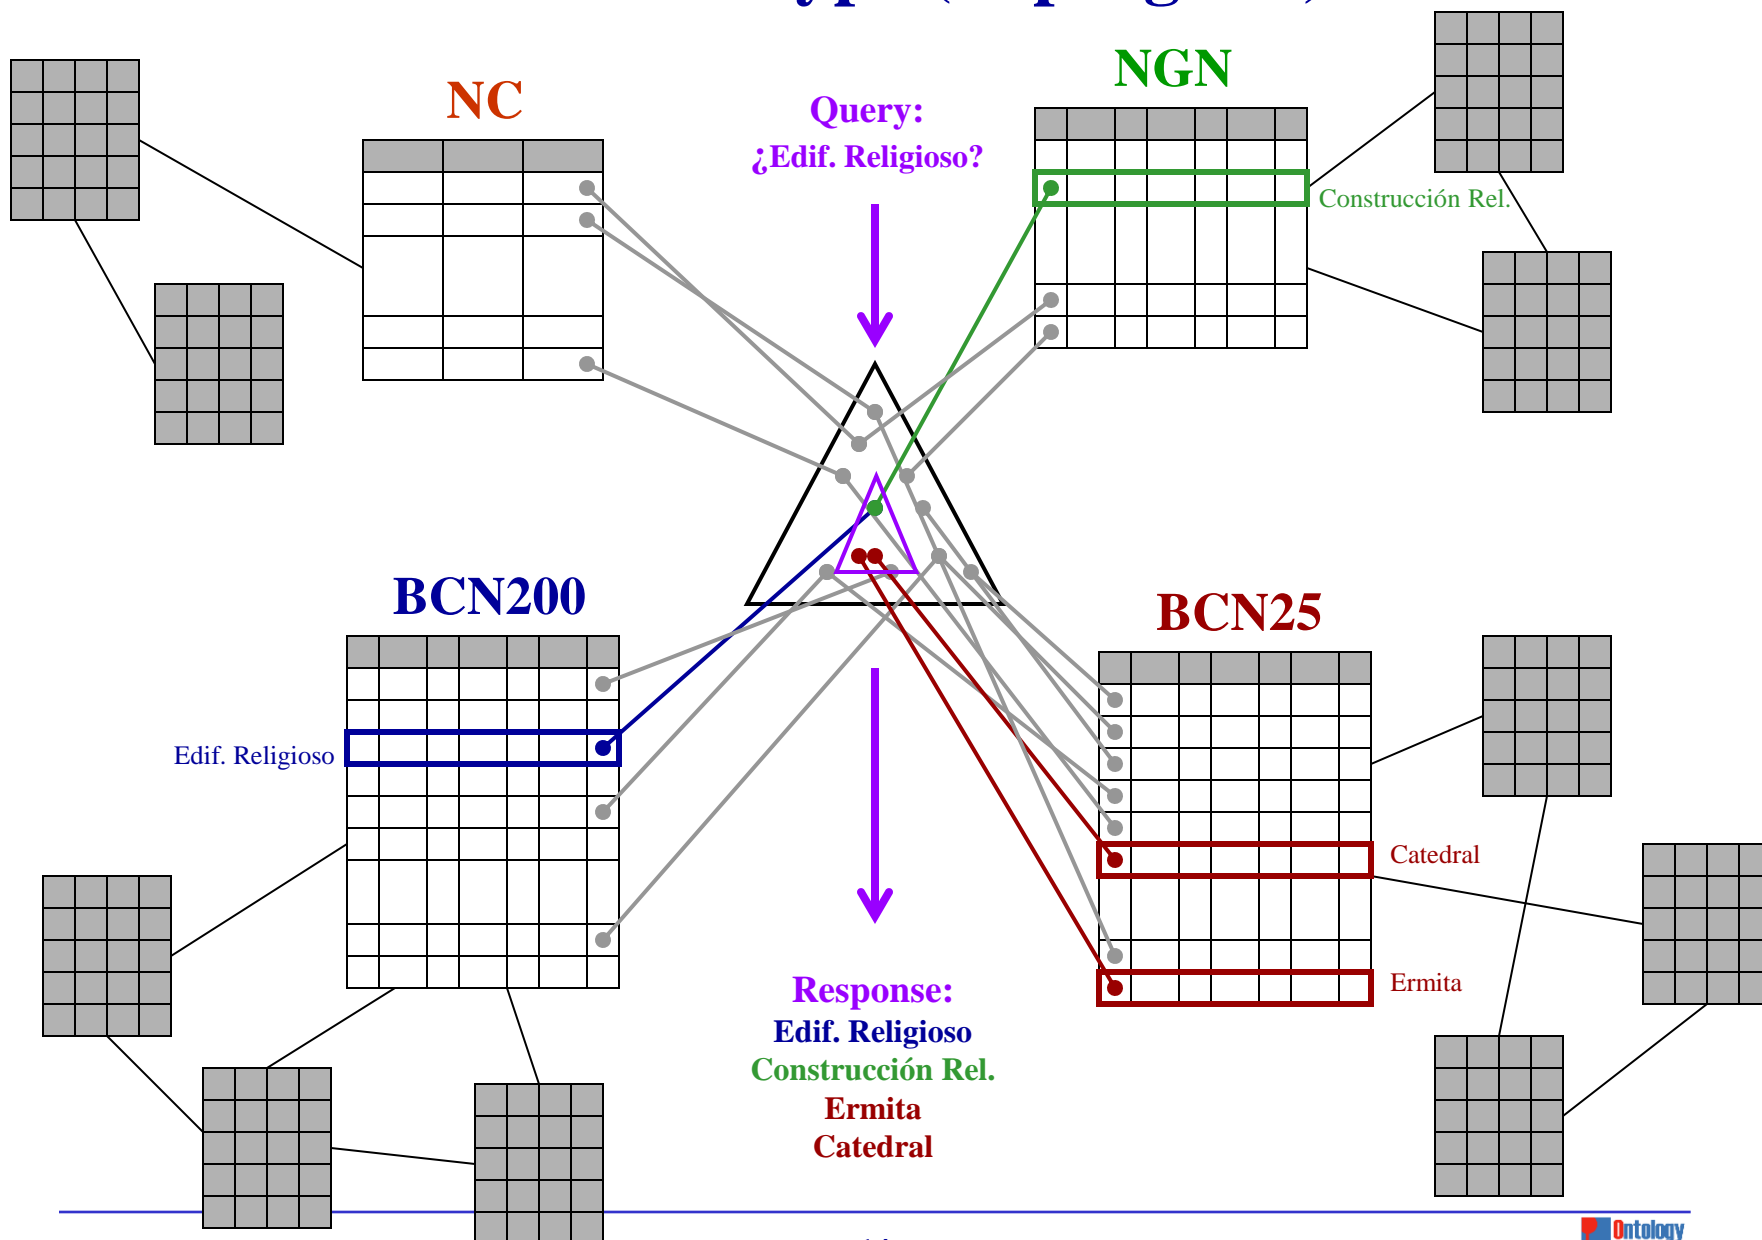 NC
NGN
Query:
¿Edif. Religioso?
Construcción Rel.
BCN200
BCN25
Edif. Religioso
Catedral
Ermita
Response:
Edif. Religioso
Construcción Rel.
Ermita
Catedral
Ontology